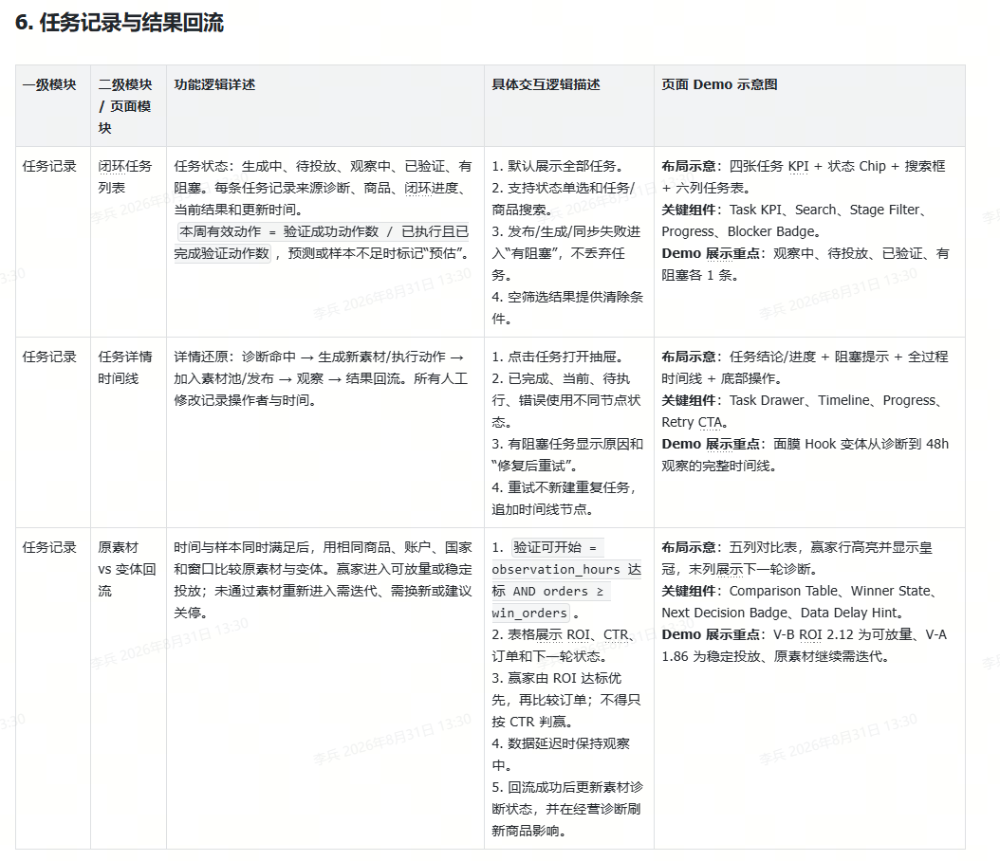 6. 任务记录与结果回流
一级模块
二级模块
/ 页面模
块
功能逻辑详述
具体交互逻辑描述
页面 Demo 示意图
任务记录
闭环任务
列表
任务状态：生成中、待投放、观察中、已验证、有
阻塞。每条任务记录来源诊断、商品、闭环进度、
当前结果和更新时间。
本周有效动作 = 验证成功动作数 / 已执行且已
完成验证动作数 ，预测或样本不足时标记“预估”。
1. 默认展示全部任务。
2. 支持状态单选和任务/
商品搜索。
3. 发布/生成/同步失败进
入“有阻塞”，不丢弃任
务。
4. 空筛选结果提供清除条
件。
布局示意：四张任务 KPI + 状态 Chip + 搜索框
+ 六列任务表。
关键组件：Task KPI、Search、Stage Filter、
Progress、Blocker Badge。
Demo 展示重点：观察中、待投放、已验证、有
阻塞各 1 条。
任务记录
任务详情
时间线
详情还原：诊断命中 → 生成新素材/执行动作 →
加入素材池/发布 → 观察 → 结果回流。所有人工
修改记录操作者与时间。
1. 点击任务打开抽屉。
2. 已完成、当前、待执
行、错误使用不同节点状
态。
3. 有阻塞任务显示原因和
“修复后重试”。
4. 重试不新建重复任务，
追加时间线节点。
布局示意：任务结论/进度 + 阻塞提示 + 全过程
时间线 + 底部操作。
关键组件：Task Drawer、Timeline、Progress、
Retry CTA。
Demo 展示重点：面膜 Hook 变体从诊断到 48h
观察的完整时间线。
任务记录
原素材
vs 变体回
流
时间与样本同时满足后，用相同商品、账户、国家
和窗口比较原素材与变体。赢家进入可放量或稳定
投放；未通过素材重新进入需迭代、需换新或建议
关停。
1. 验证可开始 =
observation_hours 达
标 AND orders ≥
win_orders 。
2. 表格展示 ROI、CTR、
订单和下一轮状态。
3. 赢家由 ROI 达标优
先，再比较订单；不得只
按 CTR 判赢。
4. 数据延迟时保持观察
中。
5. 回流成功后更新素材诊
断状态，并在经营诊断刷
新商品影响。
布局示意：五列对比表，赢家行高亮并显示皇
冠，末列展示下一轮诊断。
关键组件：Comparison Table、Winner State、
Next Decision Badge、Data Delay Hint。
Demo 展示重点：V-B ROI 2.12 为可放量、V-A
1.86 为稳定投放、原素材继续需迭代。
李兵 2026年8月31日 13:30